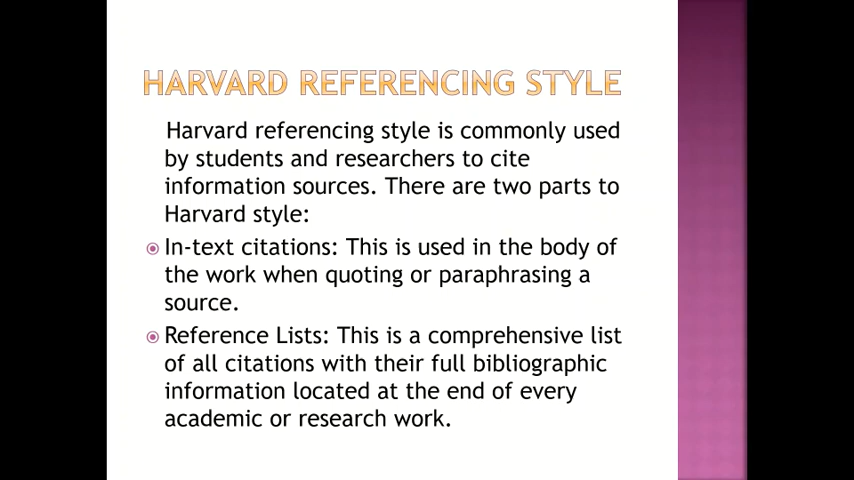 HARVARD REFERENCING STYLE
Harvard referencing style is commonly used
by students and researchers to cite
information sources. There are two parts to
Harvard style:
In-text citations: This is used in the body of
the work when quoting or paraphrasing a
source.
Reference Lists: This is a comprehensive list
of all citations with their full bibliographic
information located at the end of every
academic or research work.